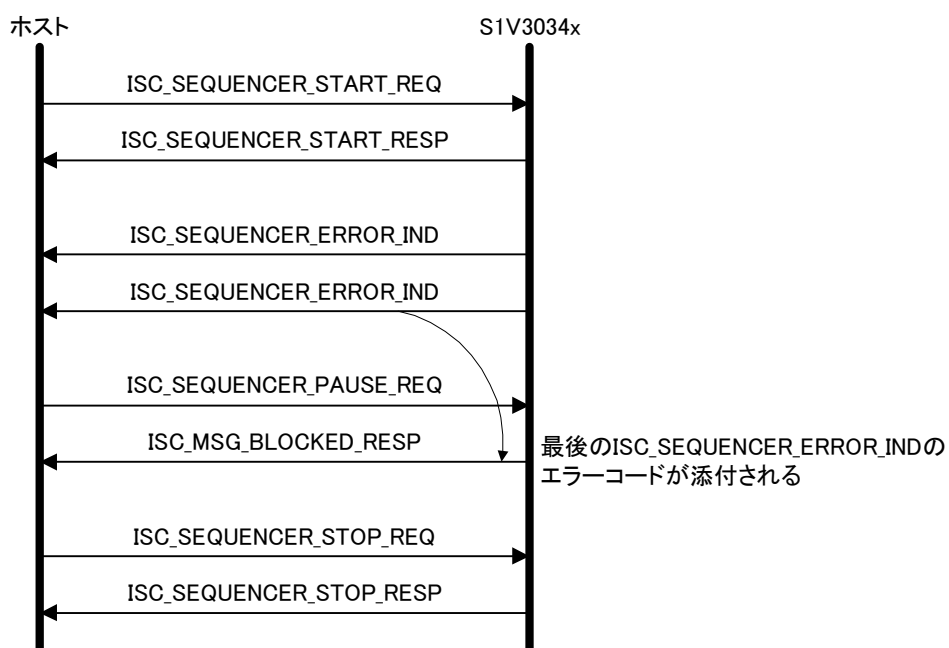 ホスト
S1V3034x
ISC_SEQUENCER_START_REQ
ISC_SEQUENCER_START_RESP
ISC_SEQUENCER_ERROR_IND
ISC_SEQUENCER_ERROR_IND
ISC_SEQUENCER_PAUSE_REQ
ISC_MSG_BLOCKED_RESP
最後のISC_SEQUENCER_ERROR_INDの
エラーコードが添付される
ISC_SEQUENCER_STOP_REQ
ISC_SEQUENCER_STOP_RESP